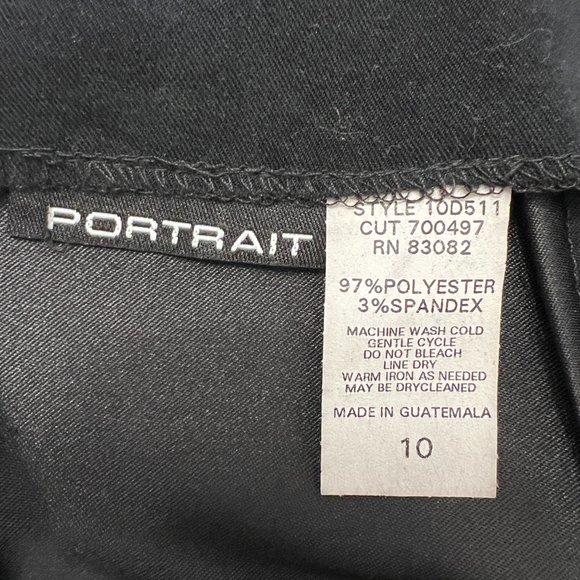 PORTRAIT
STYLE 10D511
CUT 700497
RN 83082
97%POLYESTER
3%SPANDEX
MACHINE WASH COLD
GENTLE CYCLE
DO NOT BLEACH
LINE DRY
WARM IRON AS NEEDED
MAY BE DRYCLEANED
MADE IN GUATEMALA
10